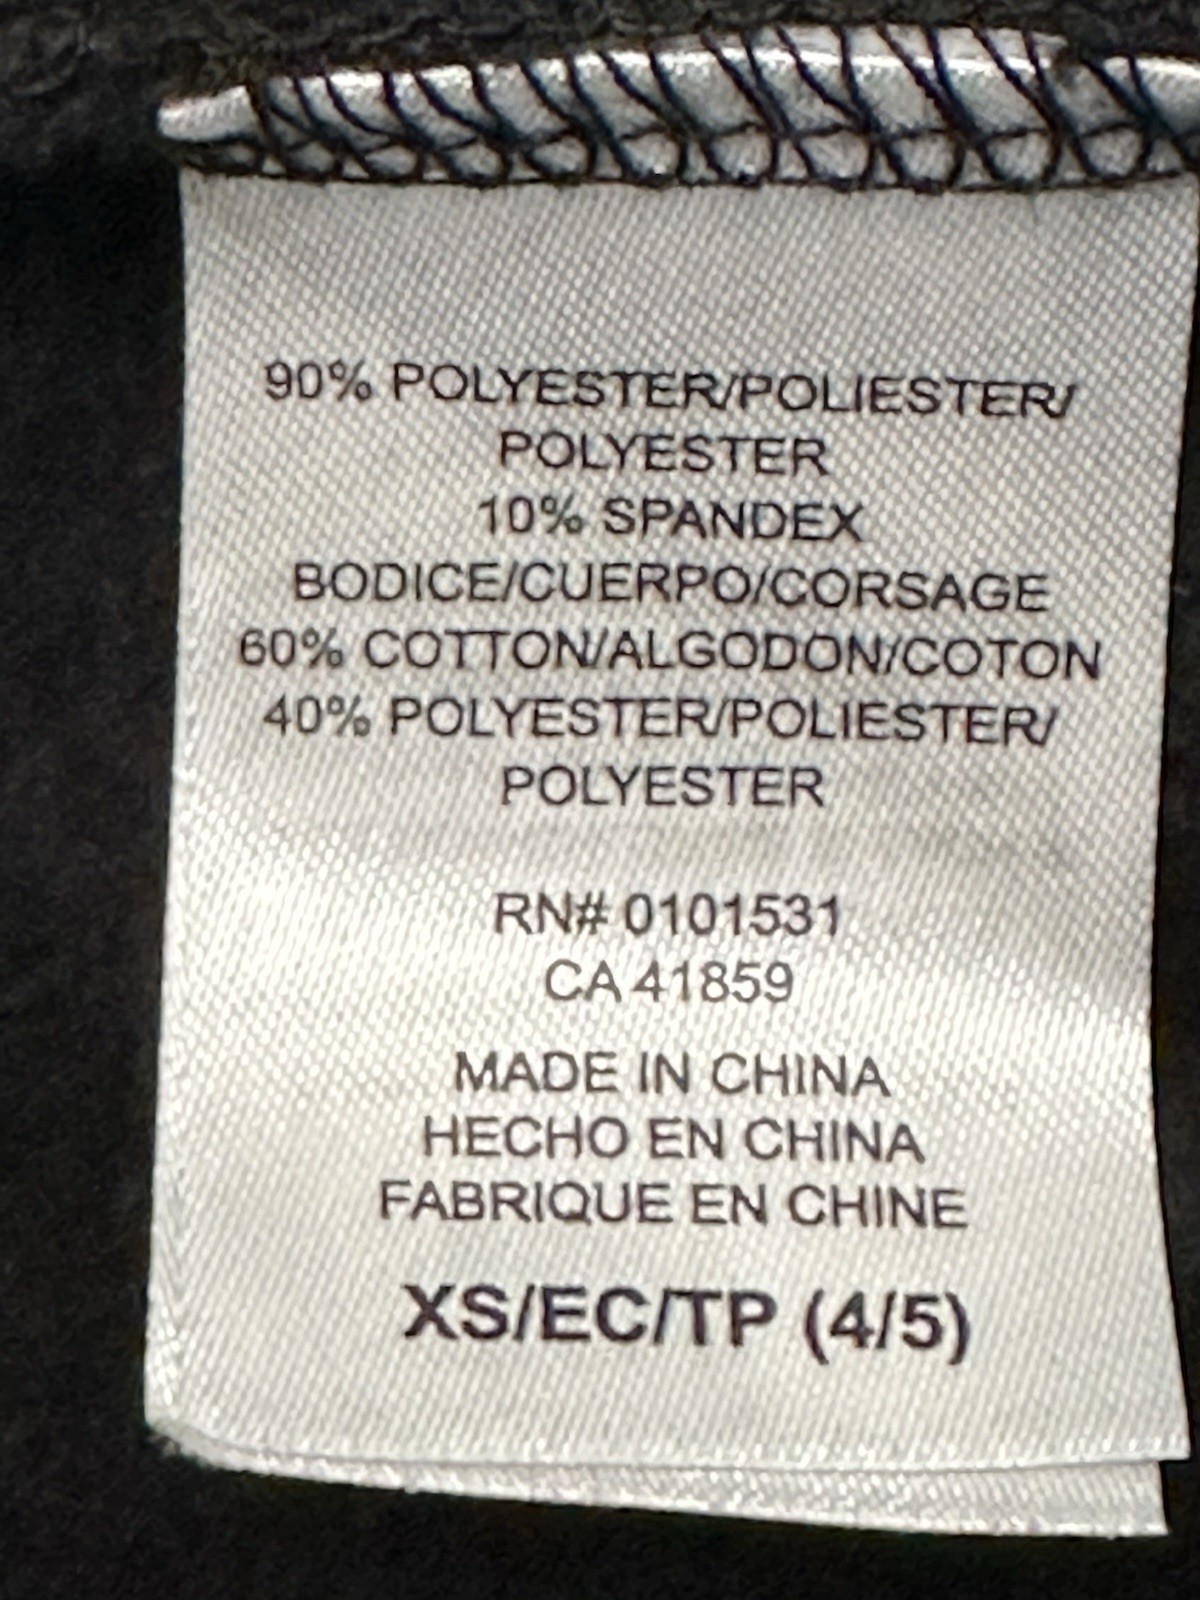 90% POLYESTER/POLIESTER/
POLYESTER
10% SPANDEX
BODICE/CUERPO/CORSAGE
60% COTTON/ALGODON/COTON
40% POLYESTER/POLIESTER/
POLYESTER
RN# 0101531
CA 41859
MADE IN CHINA
HECHO EN CHINA
FABRIQUE EN CHINE
XS/EC/TP (4/5)